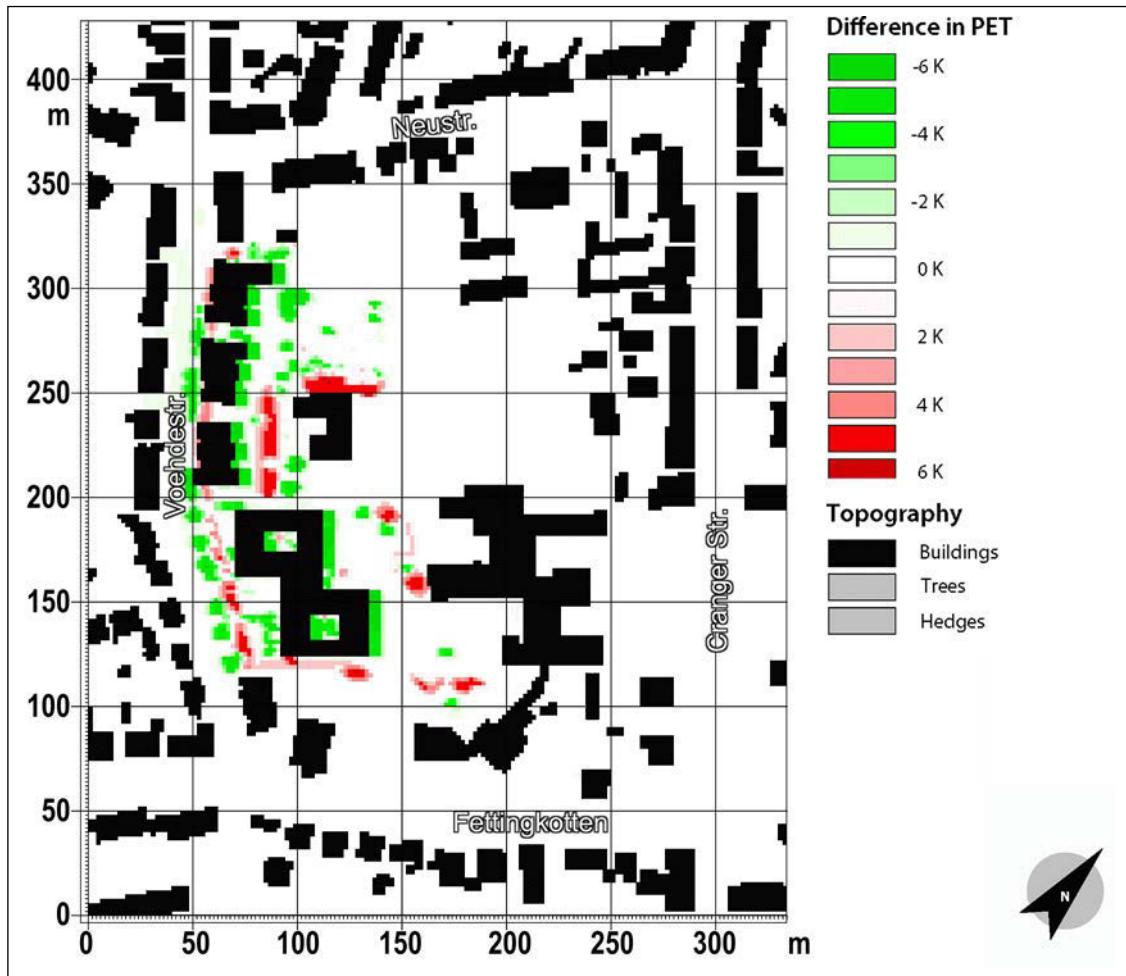 Difference in PET
-6 K
-4 K
-2 K
0 K
2 K
4 K
6 K
Topography
Buildings
Trees
Hedges
400
m
350
300
250
200
150
100
50
0
0 50 100 150 200 250 300 m
Neustr.
Voehdestr.
Cranger Str.
Fettingkotten
N